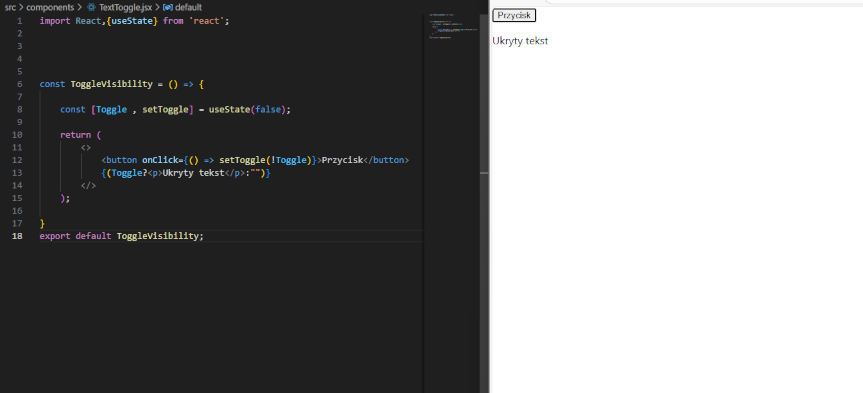 src > components > TextToggle.jsx > default
1 import React,{useState} from 'react';
2
3
4
5
6 const ToggleVisibility = () => {
7
8 const [Toggle , setToggle] = useState(false);
9
10 return (
11 <>
12 <button onClick={() => setToggle(!Toggle)}>Przycisk</button>
13 {(Toggle?<p>Ukryty tekst</p>:"")}
14 </>
15 );
16
17 }
18 export default ToggleVisibility;
Przycisk
Ukryty tekst